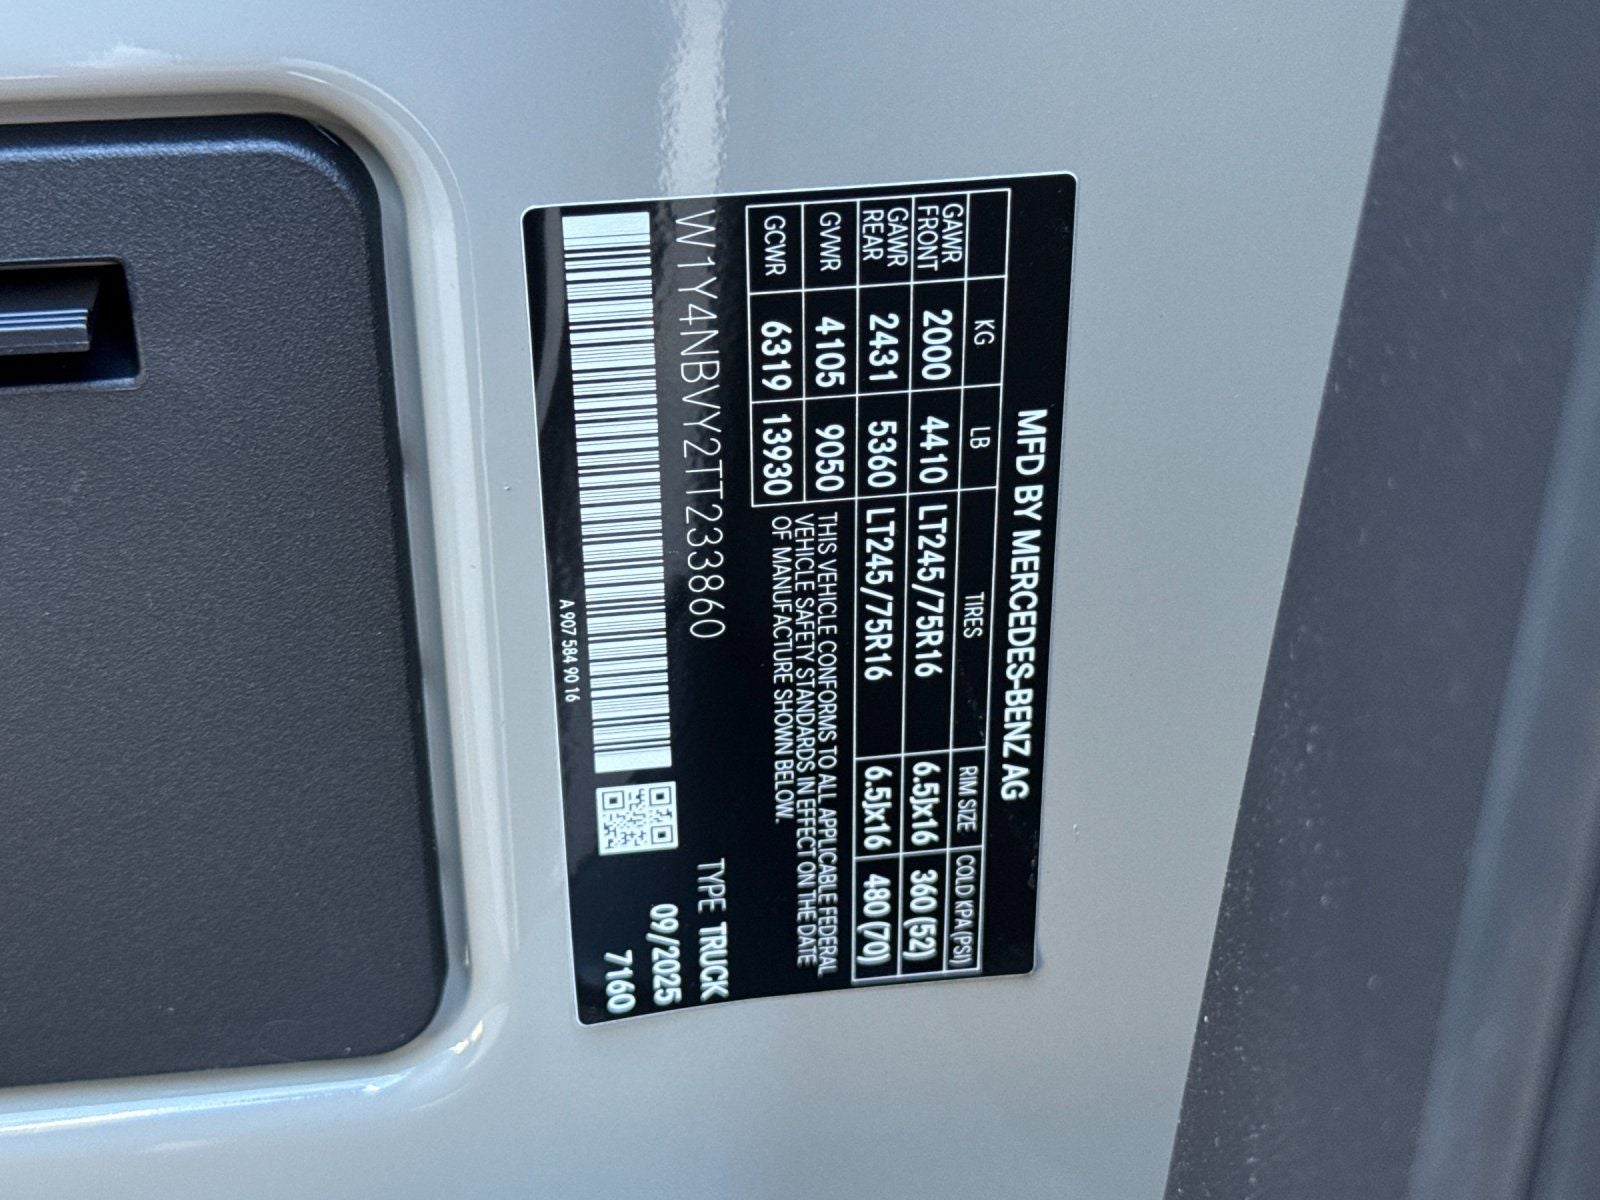 MFD BY MERCEDES-BENZ AG
KG LB TIRES RIM SIZE COLD KPA(PSI)
GAWR FRONT 2000 4410 LT245/75R16 6.5Jx16 360 (52)
GAWR REAR 2431 5360 LT245/75R16 6.5Jx16 480 (70)
GVWR 4105 9050
GCWR 6319 13930
THIS VEHICLE CONFORMS TO ALL APPLICABLE FEDERAL
VEHICLE SAFETY STANDARDS IN EFFECT ON THE DATE
OF MANUFACTURE SHOWN BELOW.
W1Y4NBVY2TT233860
TYPE TRUCK
09/2025
7160
A 907 584 90 16